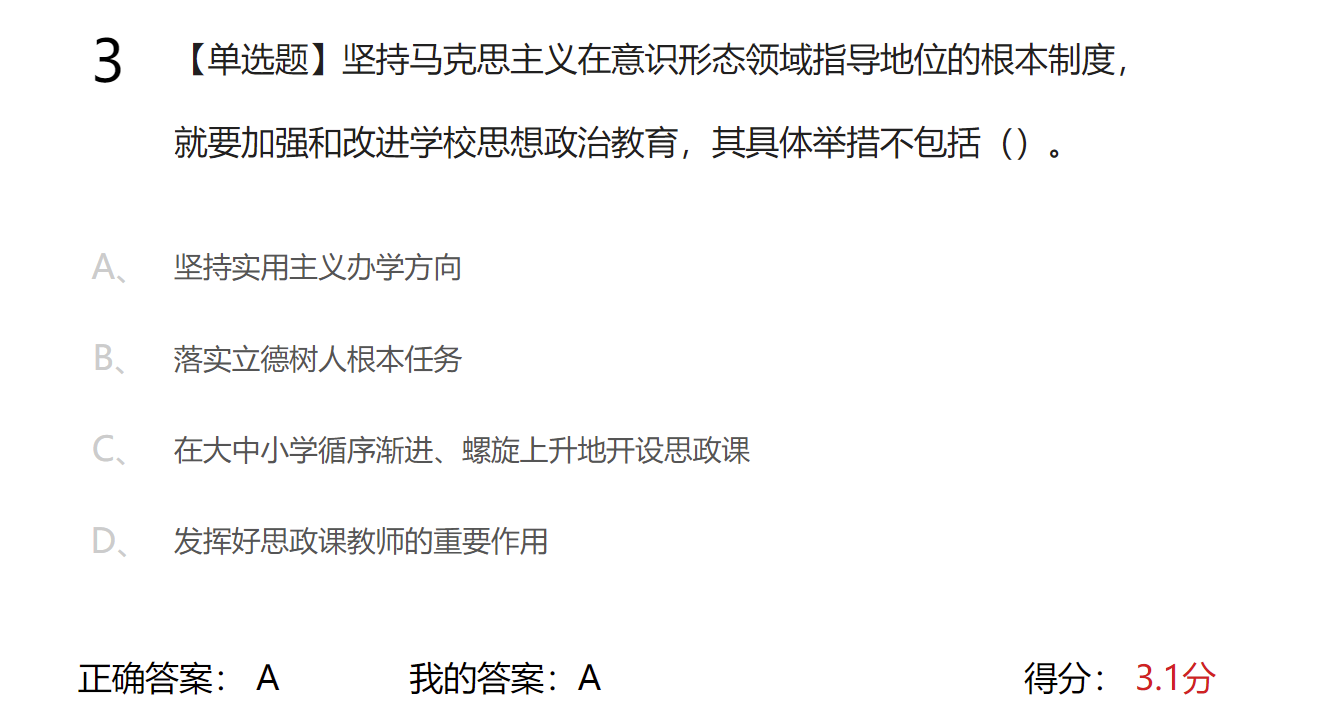 3 【单选题】坚持马克思主义在意识形态领域指导地位的根本制度，
就要加强和改进学校思想政治教育，其具体举措不包括（）。
A、 坚持实用主义办学方向
B、 落实立德树人根本任务
C、 在大中小学循序渐进、螺旋上升地开设思政课
D、 发挥好思政课教师的重要作用
正确答案： A 我的答案：A 得分： 3.1分